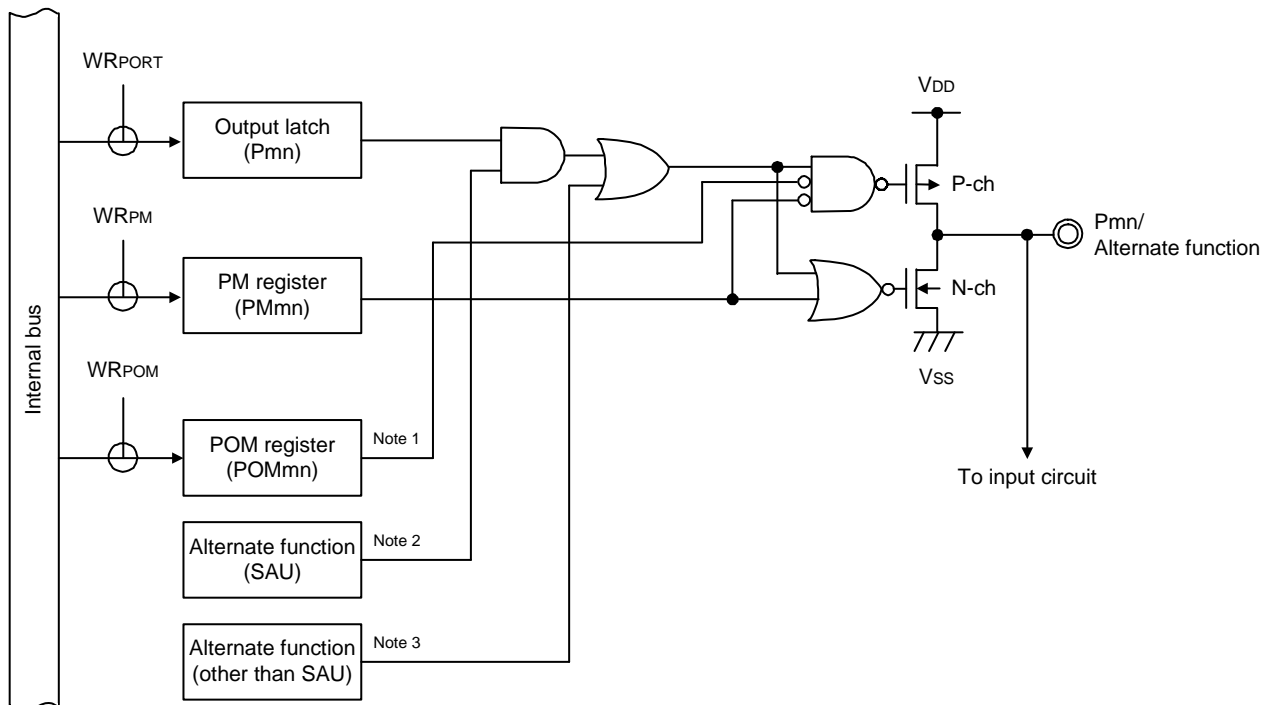 Internal bus
WRPORT
Output latch
(Pmn)
WRPM
PM register
(PMmn)
WRPOM
POM register
(POMmn)
Note 1
Alternate function
(SAU)
Note 2
Alternate function
(other than SAU)
Note 3
VDD
P-ch
Pmn/
Alternate function
N-ch
VSS
To input circuit